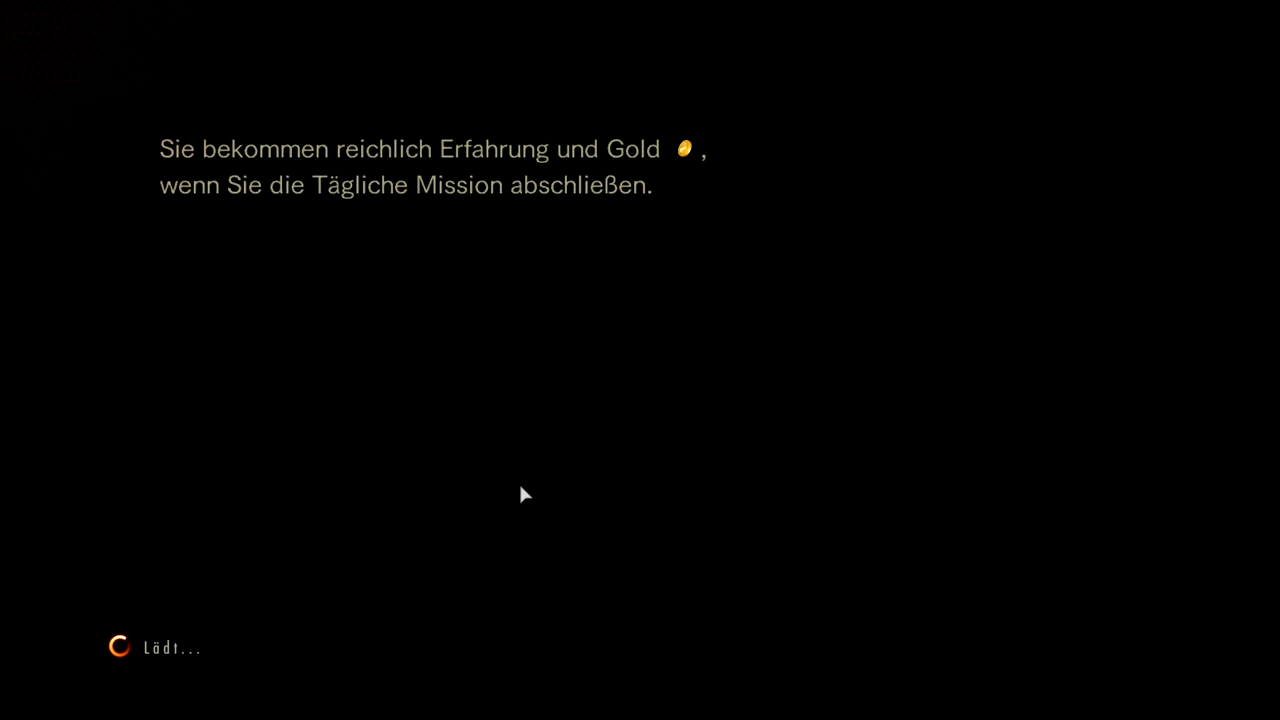 Sie bekommen reichlich Erfahrung und Gold ,
wenn Sie die Tägliche Mission abschließen.
Lädt...